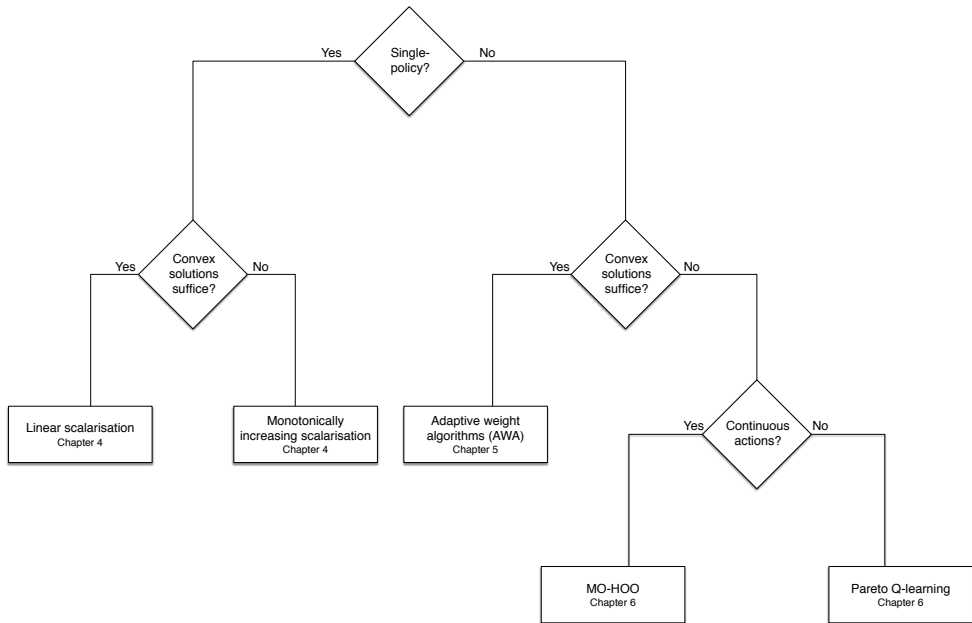 Yes
Single-
policy?
No
Yes
Convex
solutions
suffice?
No
Yes
Convex
solutions
suffice?
No
Linear scalarisation
Chapter 4
Monotonically
increasing scalarisation
Chapter 4
Adaptive weight
algorithms (AWA)
Chapter 5
Yes
Continuous
actions?
No
MO-HOO
Chapter 6
Pareto Q-learning
Chapter 6